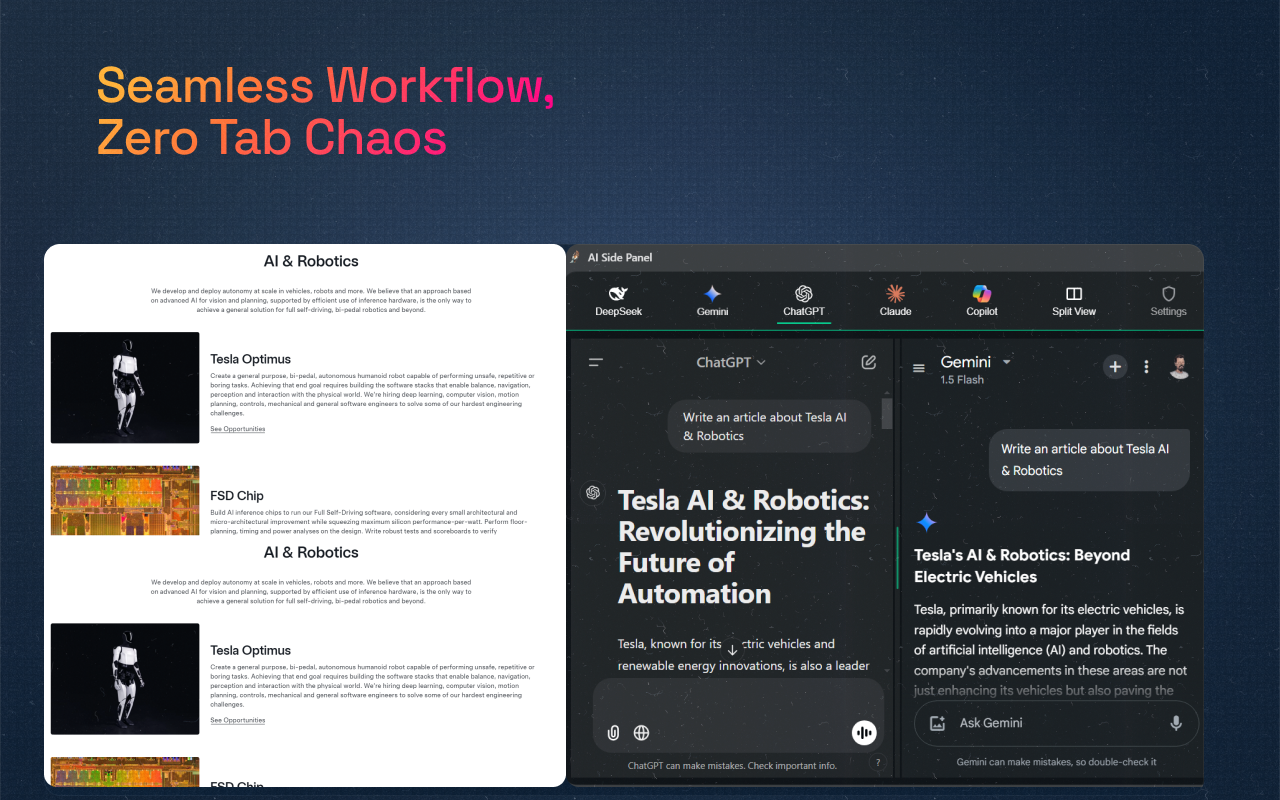 Seamless Workflow,
Zero Tab Chaos
AI & Robotics
We develop and deploy autonomy at scale in vehicles, robots and more. We believe that an approach based
on advanced AI for vision and planning, supported by efficient use of inference hardware, is the only way to
achieve a general solution for full self-driving, bi-pedal robotics and beyond.
Tesla Optimus
Create a general purpose, bi-pedal, autonomous humanoid robot capable of performing unsafe, repetitive or
boring tasks. Achieving that end goal requires building the software stacks that enable balance, navigation,
perception and interaction with the physical world. We're hiring deep learning, computer vision, motion
planning, controls, mechanical and general software engineers to solve some of our hardest engineering
challenges.
See Opportunities
FSD Chip
Build AI inference chips to run our Full Self-Driving software, considering every small architectural and
micro-architectural improvement while squeezing maximum silicon performance-per-watt. Perform floor-
planning, timing and power analyses on the design. Write robust tests and scoreboards to verify
AI & Robotics
We develop and deploy autonomy at scale in vehicles, robots and more. We believe that an approach based
on advanced AI for vision and planning, supported by efficient use of inference hardware, is the only way to
achieve a general solution for full self-driving, bi-pedal robotics and beyond.
Tesla Optimus
Create a general purpose, bi-pedal, autonomous humanoid robot capable of performing unsafe, repetitive or
boring tasks. Achieving that end goal requires building the software stacks that enable balance, navigation,
perception and interaction with the physical world. We're hiring deep learning, computer vision, motion
planning, controls, mechanical and general software engineers to solve some of our hardest engineering
challenges.
See Opportunities
FSD Chip
AI Side Panel
DeepSeek
Gemini
ChatGPT
Claude
Copilot
Split View
Settings
ChatGPT
Write an article about Tesla AI
& Robotics
Tesla AI & Robotics:
Revolutionizing the
Future of
Automation
Tesla, known for its ctric vehicles and
renewable energy innovations, is also a leader
ChatGPT can make mistakes. Check important info.
?
Gemini
1.5 Flash
Write an article about Tesla AI
& Robotics
Tesla's AI & Robotics: Beyond
Electric Vehicles
Tesla, primarily known for its electric vehicles, is
rapidly evolving into a major player in the fields
of artificial intelligence (AI) and robotics. The
company's advancements in these areas are not
just enhancing its vehicles but also paving the
Ask Gemini
Gemini can make mistakes, so double-check it